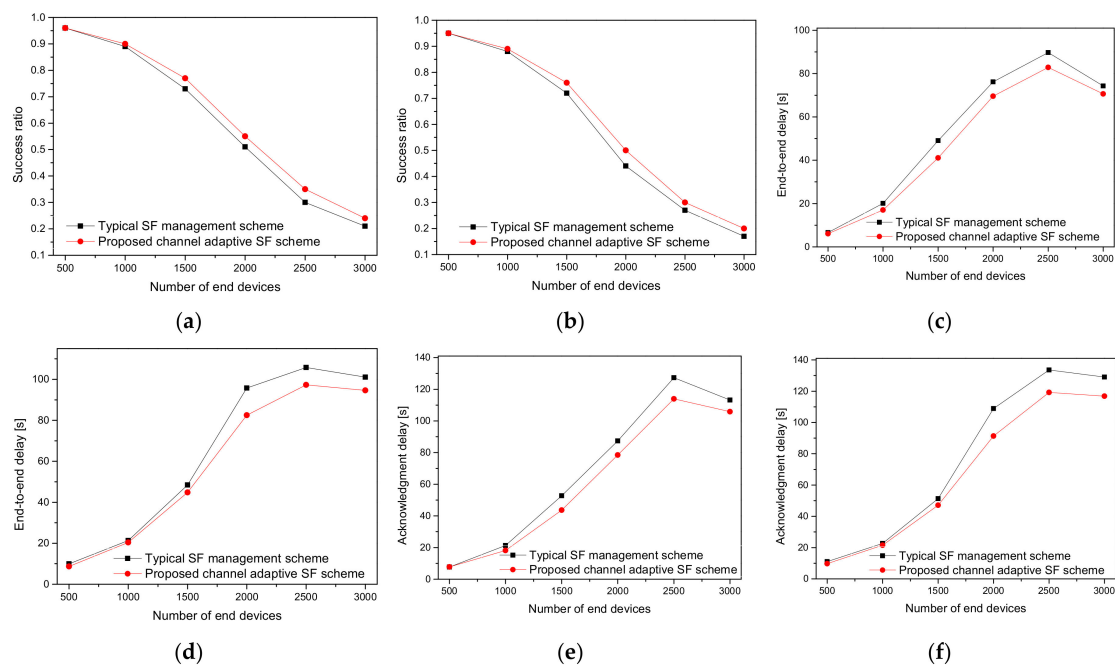 1.0
0.9
0.8
0.7
0.6
0.5
0.4
0.3
0.2
0.1
Success ratio
Typical SF management scheme
Proposed channel adaptive SF scheme
500 1000 1500 2000 2500 3000
Number of end devices
(a)
1.0
0.9
0.8
0.7
0.6
0.5
0.4
0.3
0.2
0.1
Success ratio
Typical SF management scheme
Proposed channel adaptive SF scheme
500 1000 1500 2000 2500 3000
Number of end devices
(b)
100
80
60
40
20
0
End-to-end delay [s]
Typical SF management scheme
Proposed channel adaptive SF scheme
500 1000 1500 2000 2500 3000
Number of end devices
(c)
100
80
60
40
20
0
End-to-end delay [s]
Typical SF management scheme
Proposed channel adaptive SF scheme
500 1000 1500 2000 2500 3000
Number of end devices
(d)
140
120
100
80
60
40
20
0
Acknowledgment delay [s]
Typical SF management scheme
Proposed channel adaptive SF scheme
500 1000 1500 2000 2500 3000
Number of end devices
(e)
140
120
100
80
60
40
20
0
Acknowledgment delay [s]
Typical SF management scheme
Proposed channel adaptive SF scheme
500 1000 1500 2000 2500 3000
Number of end devices
(f)